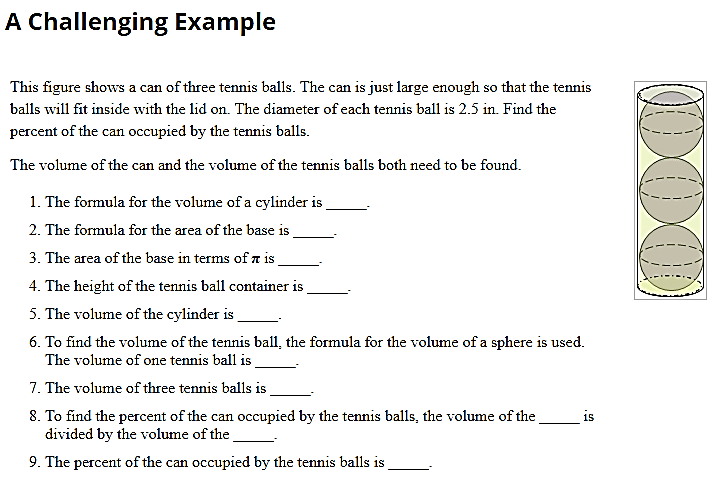 A Challenging Example
This figure shows a can of three tennis balls. The can is just large enough so that the tennis
balls will fit inside with the lid on. The diameter of each tennis ball is 2.5 in. Find the
percent of the can occupied by the tennis balls.
The volume of the can and the volume of the tennis balls both need to be found.
1. The formula for the volume of a cylinder is _____.
2. The formula for the area of the base is _____.
3. The area of the base in terms of π is _____.
4. The height of the tennis ball container is _____.
5. The volume of the cylinder is _____.
6. To find the volume of the tennis ball, the formula for the volume of a sphere is used.
The volume of one tennis ball is _____.
7. The volume of three tennis balls is _____.
8. To find the percent of the can occupied by the tennis balls, the volume of the _____ is
divided by the volume of the _____.
9. The percent of the can occupied by the tennis balls is _____.